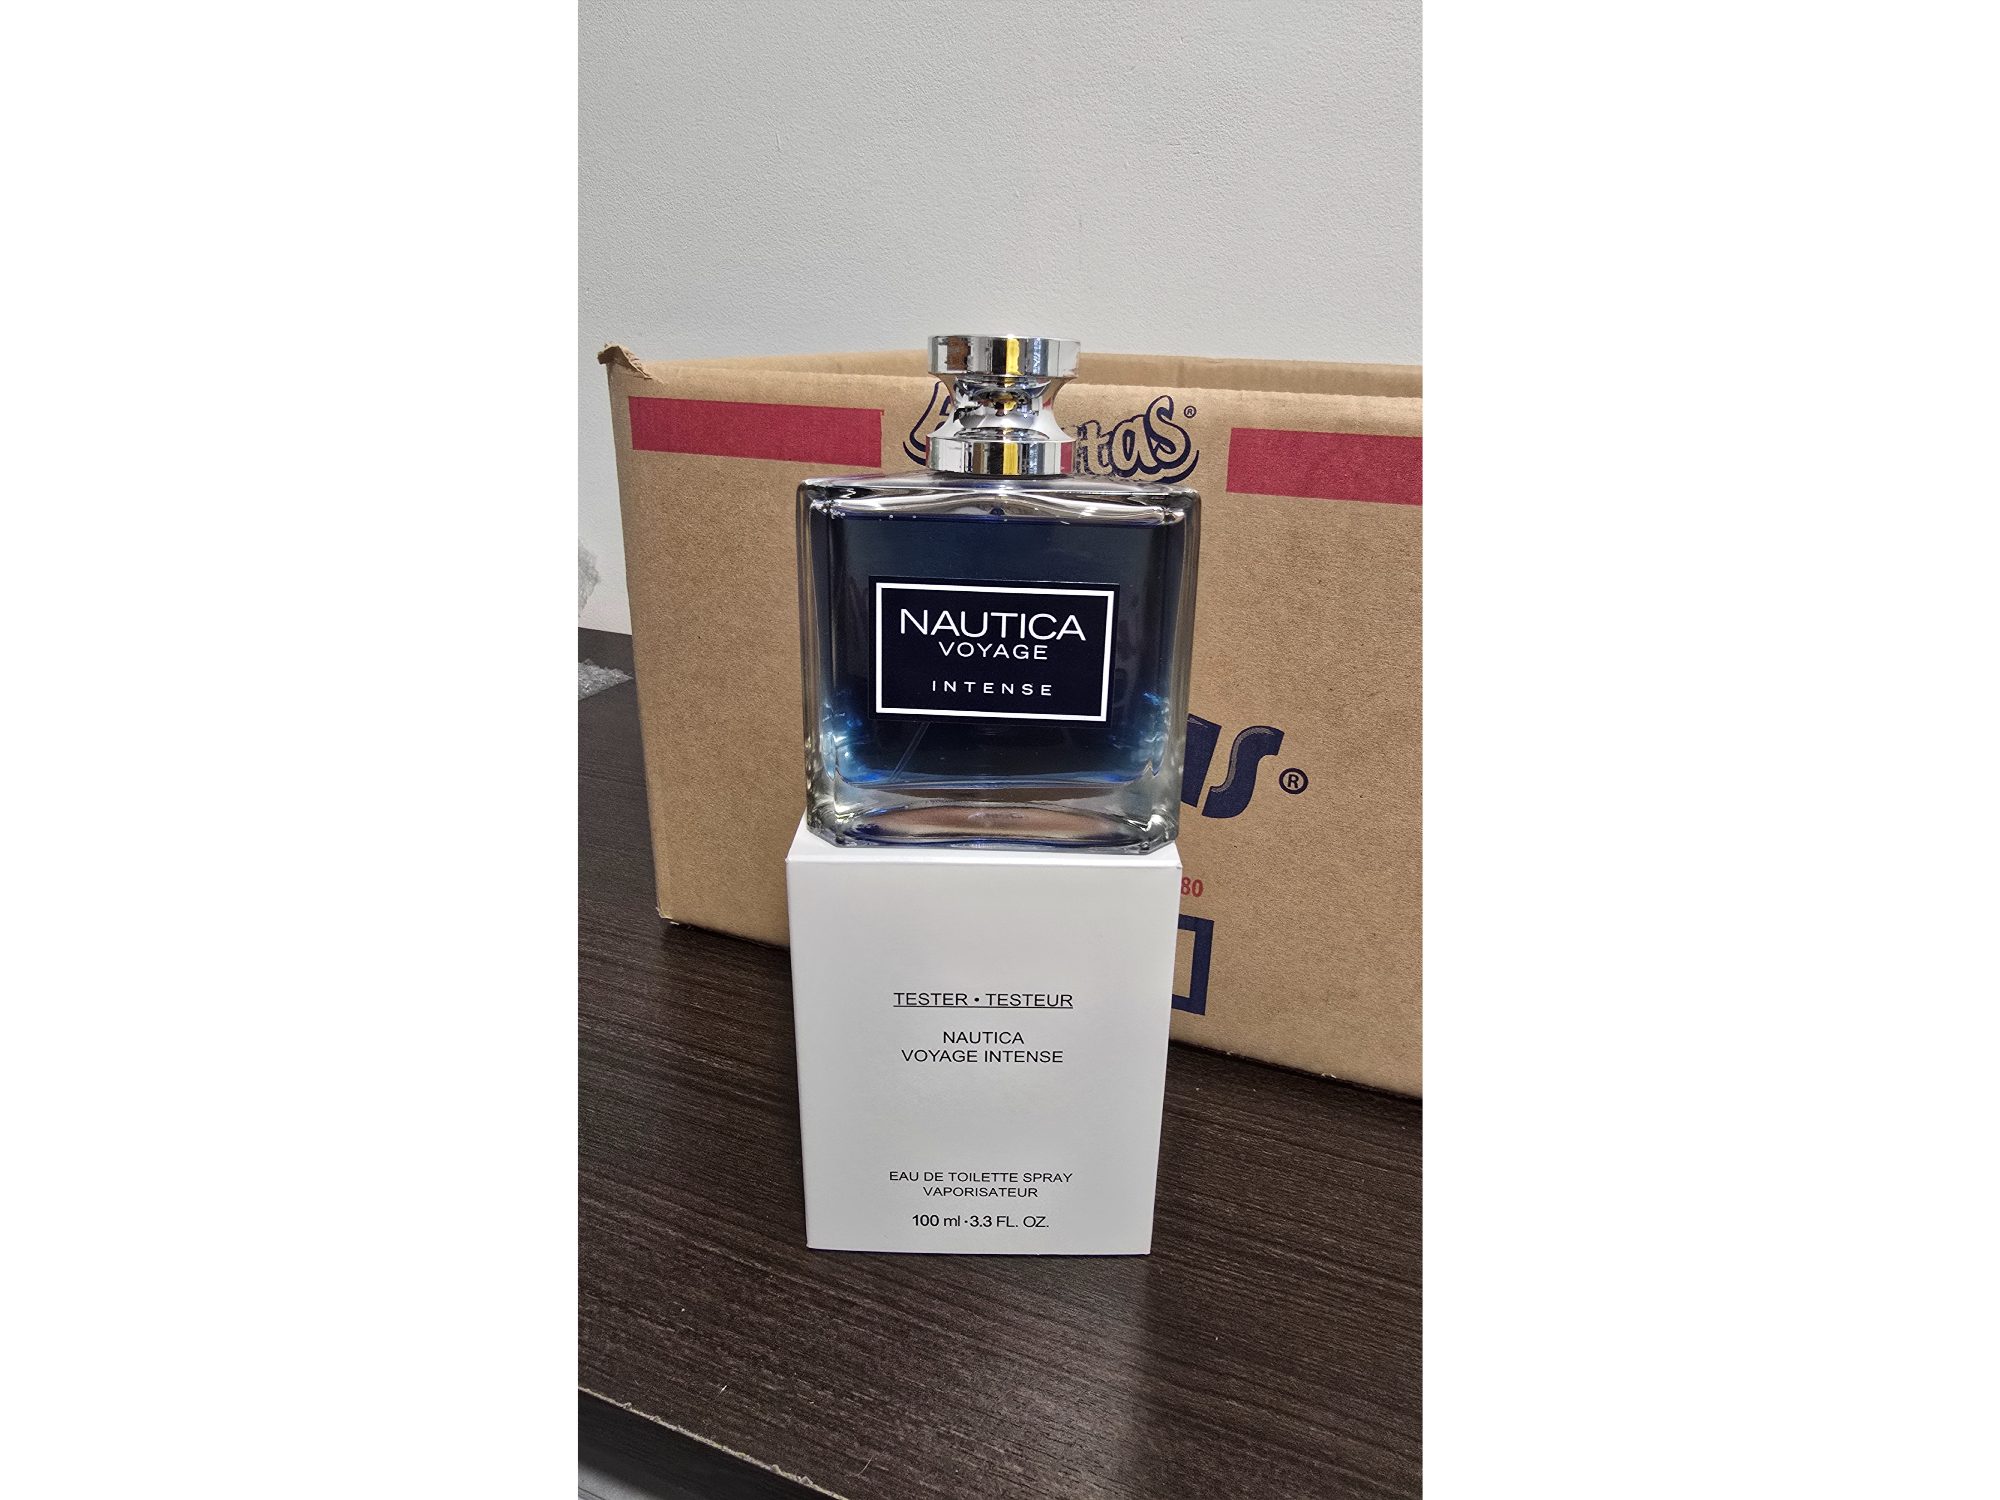 NAUTICA
VOYAGE
INTENSE
®
®
80
TESTER • TESTEUR
NAUTICA
VOYAGE INTENSE
EAU DE TOILETTE SPRAY
VAPORISATEUR
100 ml • 3.3 FL. OZ.